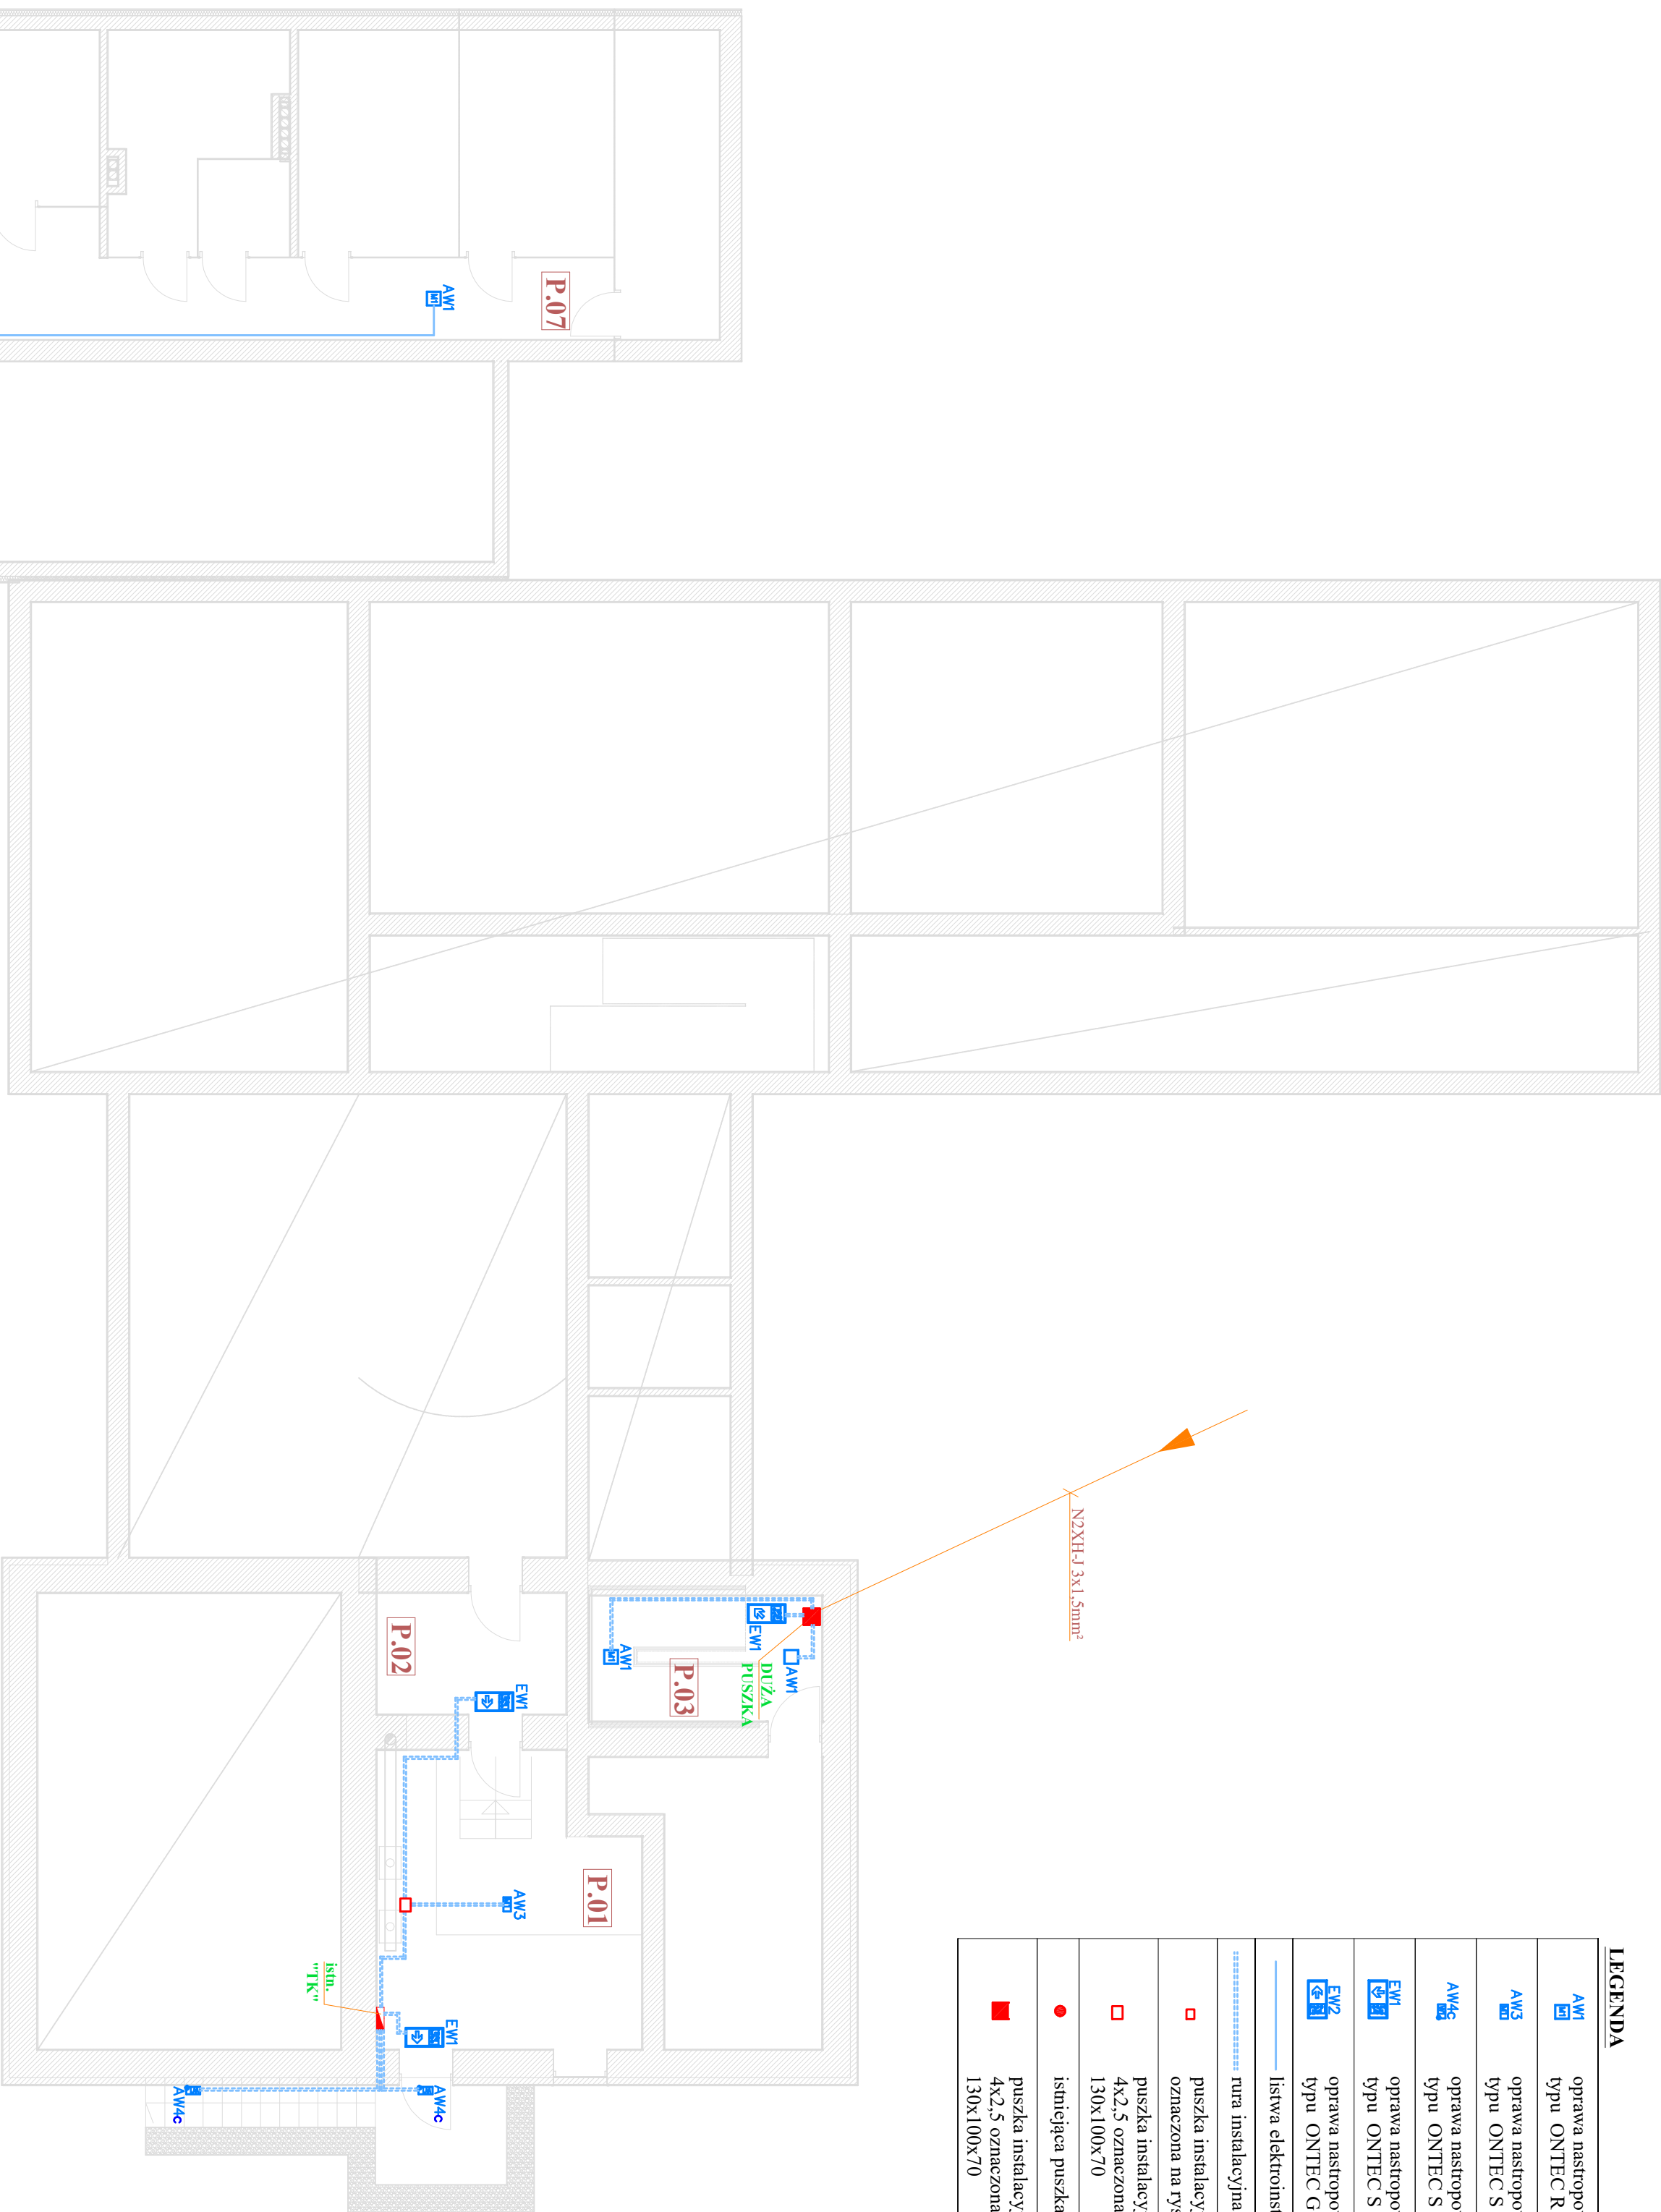 LEGENDA
AW1
oprawa nastropo
typu ONTEC R
AW3
oprawa nastropo
typu ONTEC S
AW4c
oprawa nastropo
typu ONTEC S
EW1
oprawa nastropo
typu ONTEC S
EW2
oprawa nastropo
typu ONTEC G
listwa elektroinst
rura instalacyjna
puszka instalacy
oznaczona na rys
puszka instalacy
4x2,5 oznaczona
130x100x70
istniejąca puszka
puszka instalacy
4x2,5 oznaczona
130x100x70
N2XH-J 3x1,5mm²
P.07
AW1
EW1
AW1
DUŻA
PUSZKA
P.03
AW1
P.02
EW1
P.01
AW3
istn.
"TK"
EW1
AW4c
AW4c